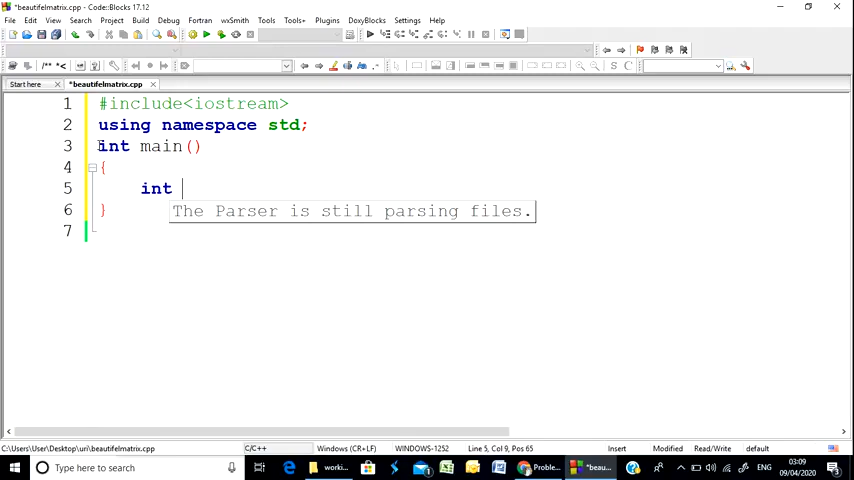 *beautifelmatrix.cpp - Code::Blocks 17.12
File Edit View Search Project Build Debug Fortran wxSmith Tools Tools+ Plugins DoxyBlocks Settings Help
/** *<
S C
Start here *beautifelmatrix.cpp
1 #include<iostream>
2 using namespace std;
3 int main()
4 {
5 int
The Parser is still parsing files.
6 }
7
C:\Users\User\Desktop\uri\beautifelmatrix.cpp C/C++ Windows (CR+LF) WINDOWS-1252 Line 5, Col 9, Pos 65 Insert Modified Read/Write default
Type here to search worki... Proble... *beau... ENG 03:09
09/04/2020 3